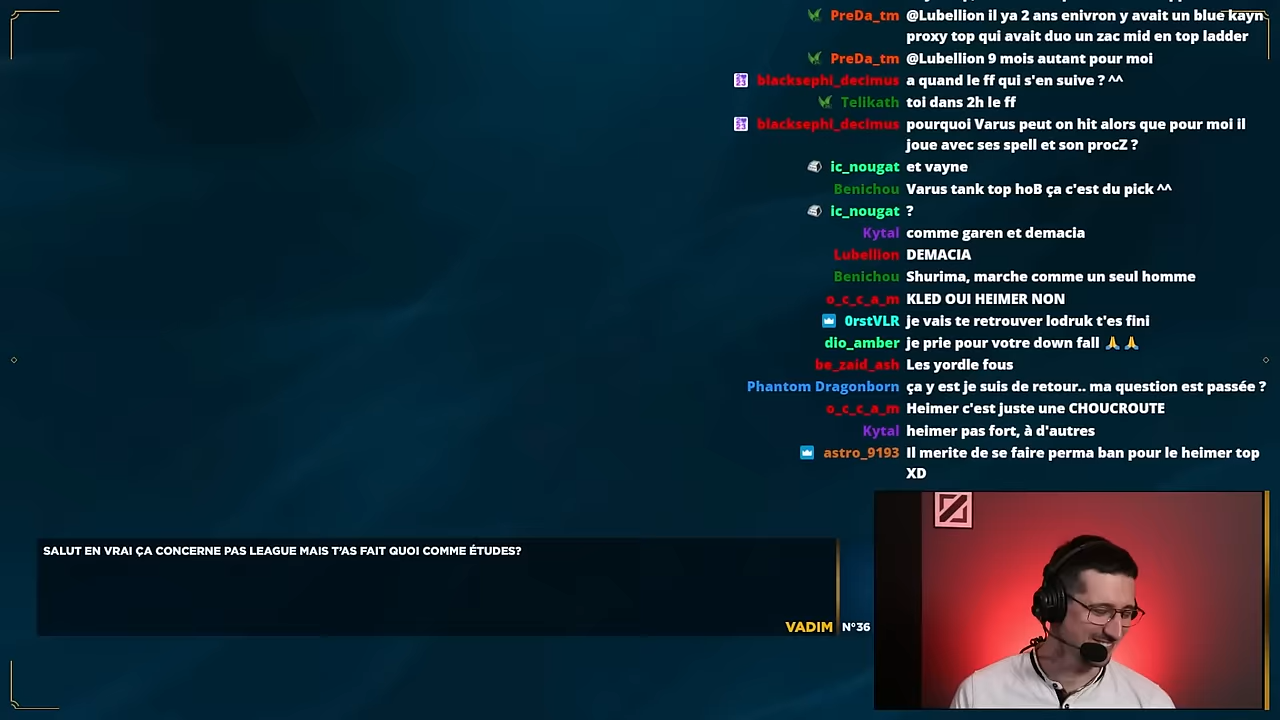 PreDa_tm @Lubellion il ya 2 ans enivron y avait un blue kayn
proxy top qui avait duo un zac mid en top ladder
PreDa_tm @Lubellion 9 mois autant pour moi
blacksephi_decimus a quand le ff qui s'en suive ? ^^
Telikath toi dans 2h le ff
blacksephi_decimus pourquoi Varus peut on hit alors que pour moi il
joue avec ses spell et son procZ ?
ic_nougat et vayne
Benichou Varus tank top hoB ça c'est du pick ^^
ic_nougat ?
Kytal comme garen et demacia
Lubellion DEMACIA
Benichou Shurima, marche comme un seul homme
o_c_c_a_m KLED OUI HEIMER NON
0rstVLR je vais te retrouver lodruk t'es fini
dio_amber je prie pour votre down fall 🙏🙏
be_zaid_ash Les yordle fous
Phantom Dragonborn ça y est je suis de retour.. ma question est passée ?
o_c_c_a_m Heimer c'est juste une CHOUCROUTE
Kytal heimer pas fort, à d'autres
astro_9193 Il merite de se faire perma ban pour le heimer top
XD
SALUT EN VRAI ÇA CONCERNE PAS LEAGUE MAIS T'AS FAIT QUOI COMME ÉTUDES?
VADIM N°36